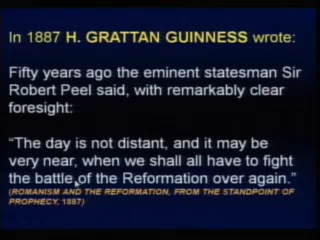 In 1887 H. GRATTAN GUINNESS wrote:
Fifty years ago the eminent statesman Sir
Robert Peel said, with remarkably clear
foresight:
“The day is not distant, and it may be
very near, when we shall all have to fight
the battle of the Reformation over again.”
(ROMANISM AND THE REFORMATION, FROM THE STANDPOINT OF
PROPHECY, 1887)